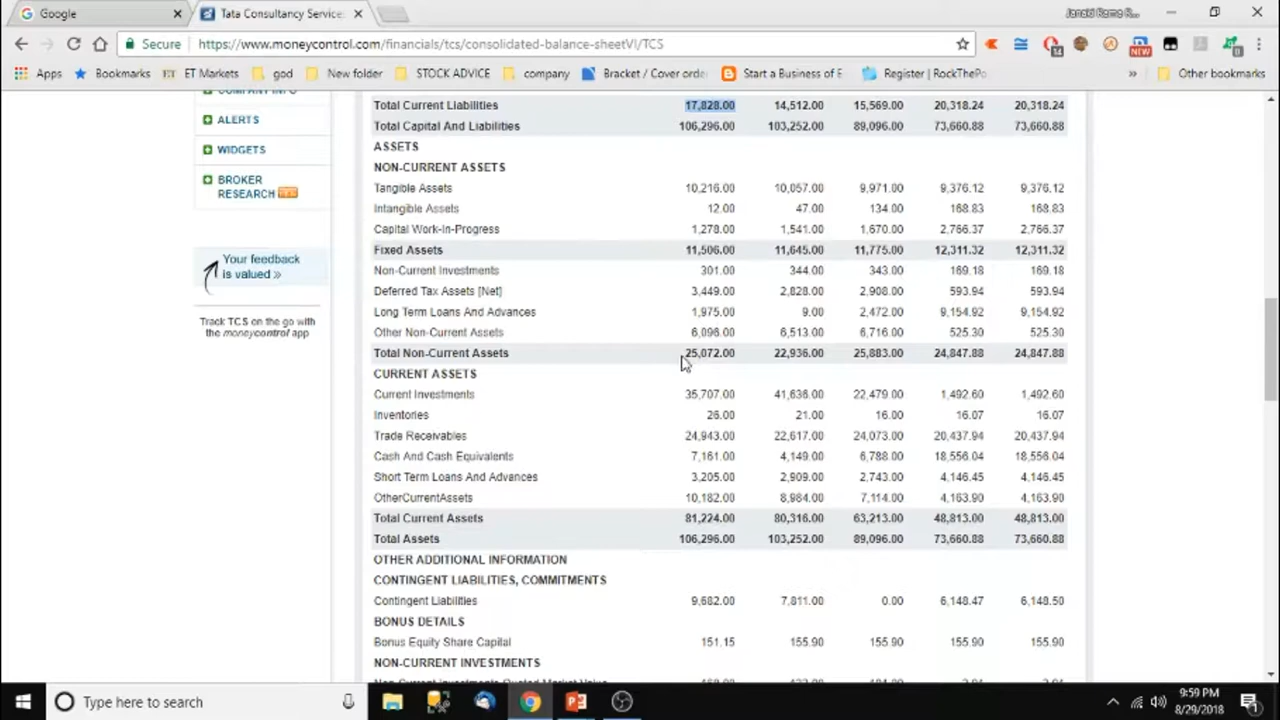 Google
Tata Consultancy Service
Secure https://www.moneycontrol.com/financials/tcs/consolidated-balance-sheetVI/TCS
14
NEW
0
Apps Bookmarks ET Markets god New folder STOCK ADVICE company Bracket / Cover orde Start a Business of E Register | RockThePo » Other bookmarks
ALERTS
WIDGETS
BROKER
RESEARCH NEW
Your feedback
is valued »
Track TCS on the go with
the moneycontrol app
Total Current Liabilities 17,828.00 14,512.00 15,569.00 20,318.24 20,318.24
Total Capital And Liabilities 106,296.00 103,252.00 89,096.00 73,660.88 73,660.88
ASSETS
NON-CURRENT ASSETS
Tangible Assets 10,216.00 10,057.00 9,971.00 9,376.12 9,376.12
Intangible Assets 12.00 47.00 134.00 168.83 168.83
Capital Work-In-Progress 1,278.00 1,541.00 1,670.00 2,766.37 2,766.37
Fixed Assets 11,506.00 11,645.00 11,775.00 12,311.32 12,311.32
Non-Current Investments 301.00 344.00 343.00 169.18 169.18
Deferred Tax Assets [Net] 3,449.00 2,828.00 2,908.00 593.94 593.94
Long Term Loans And Advances 1,975.00 9.00 2,472.00 9,154.92 9,154.92
Other Non-Current Assets 6,096.00 6,513.00 6,716.00 525.30 525.30
Total Non-Current Assets 25,072.00 22,936.00 25,883.00 24,847.88 24,847.88
CURRENT ASSETS
Current Investments 35,707.00 41,636.00 22,479.00 1,492.60 1,492.60
Inventories 26.00 21.00 16.00 16.07 16.07
Trade Receivables 24,943.00 22,617.00 24,073.00 20,437.94 20,437.94
Cash And Cash Equivalents 7,161.00 4,149.00 6,788.00 18,556.04 18,556.04
Short Term Loans And Advances 3,205.00 2,909.00 2,743.00 4,146.45 4,146.45
OtherCurrentAssets 10,182.00 8,984.00 7,114.00 4,163.90 4,163.90
Total Current Assets 81,224.00 80,316.00 63,213.00 48,813.00 48,813.00
Total Assets 106,296.00 103,252.00 89,096.00 73,660.88 73,660.88
OTHER ADDITIONAL INFORMATION
CONTINGENT LIABILITIES, COMMITMENTS
Contingent Liabilities 9,682.00 7,811.00 0.00 6,148.47 6,148.50
BONUS DETAILS
Bonus Equity Share Capital 151.15 155.90 155.90 155.90 155.90
NON-CURRENT INVESTMENTS
Type here to search
9:59 PM
8/29/2018
1